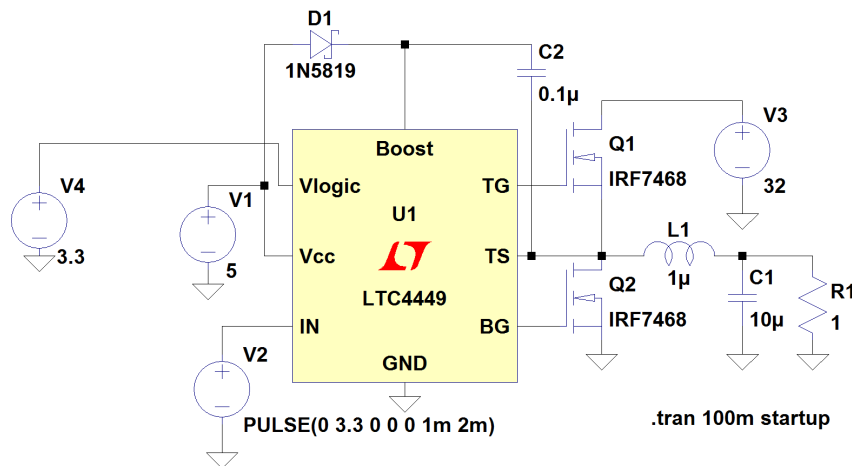 D1
1N5819
C2
0.1µ
V4
3.3
V1
5
Boost
Vlogic
TG
U1
Vcc
TS
LTC4449
IN
BG
GND
Q1
IRF7468
V3
32
L1
1µ
Q2
IRF7468
C1
10µ
R1
1
V2
PULSE(0 3.3 0 0 0 1m 2m)
.tran 100m startup